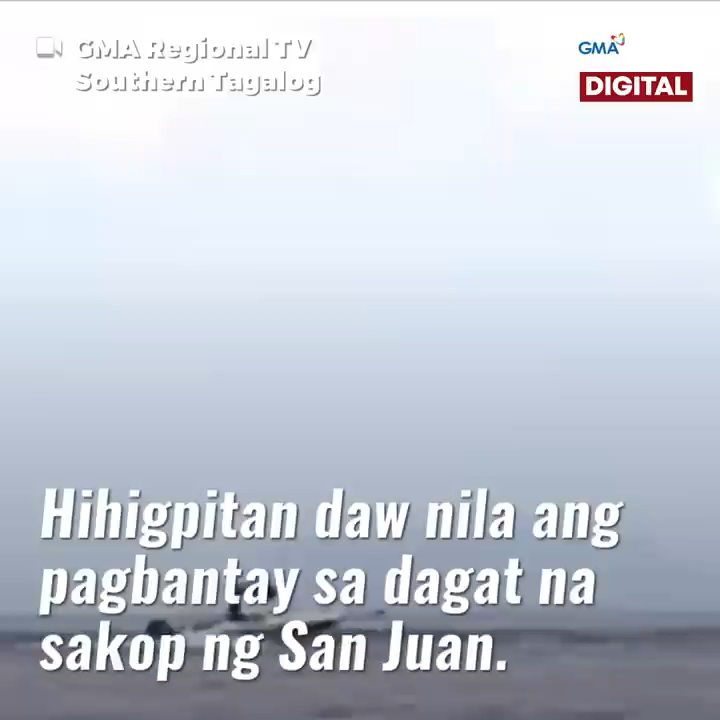 GMA Regional TV
Southern Tagalog
GMA
DIGITAL
Hihigpitan daw nila ang
pagbantay sa dagat na
sakop ng San Juan.